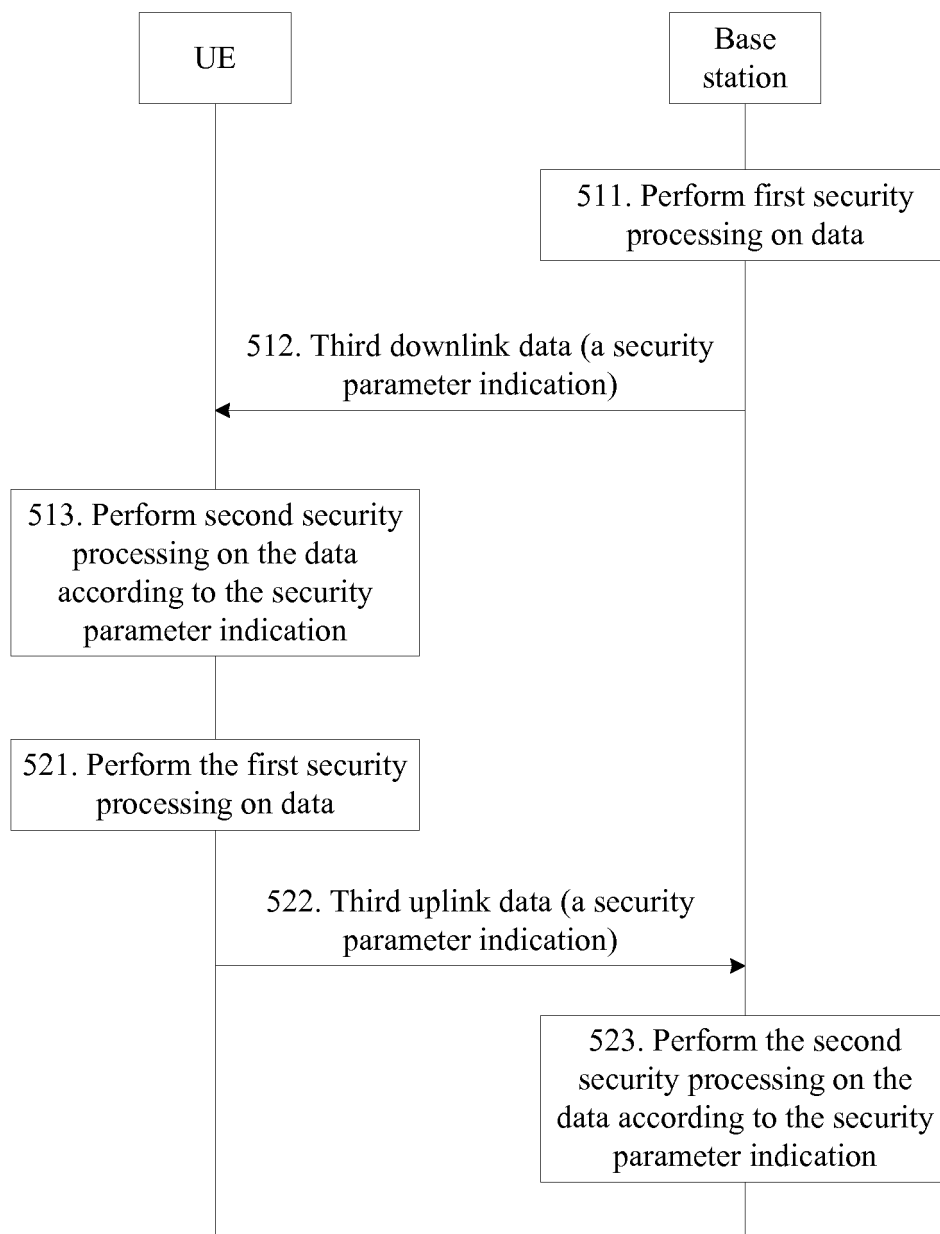 UE
Base
station
511. Perform first security
processing on data
512. Third downlink data (a security
parameter indication)
513. Perform second security
processing on the data
according to the security
parameter indication
521. Perform the first security
processing on data
522. Third uplink data (a security
parameter indication)
523. Perform the second
security processing on the
data according to the security
parameter indication